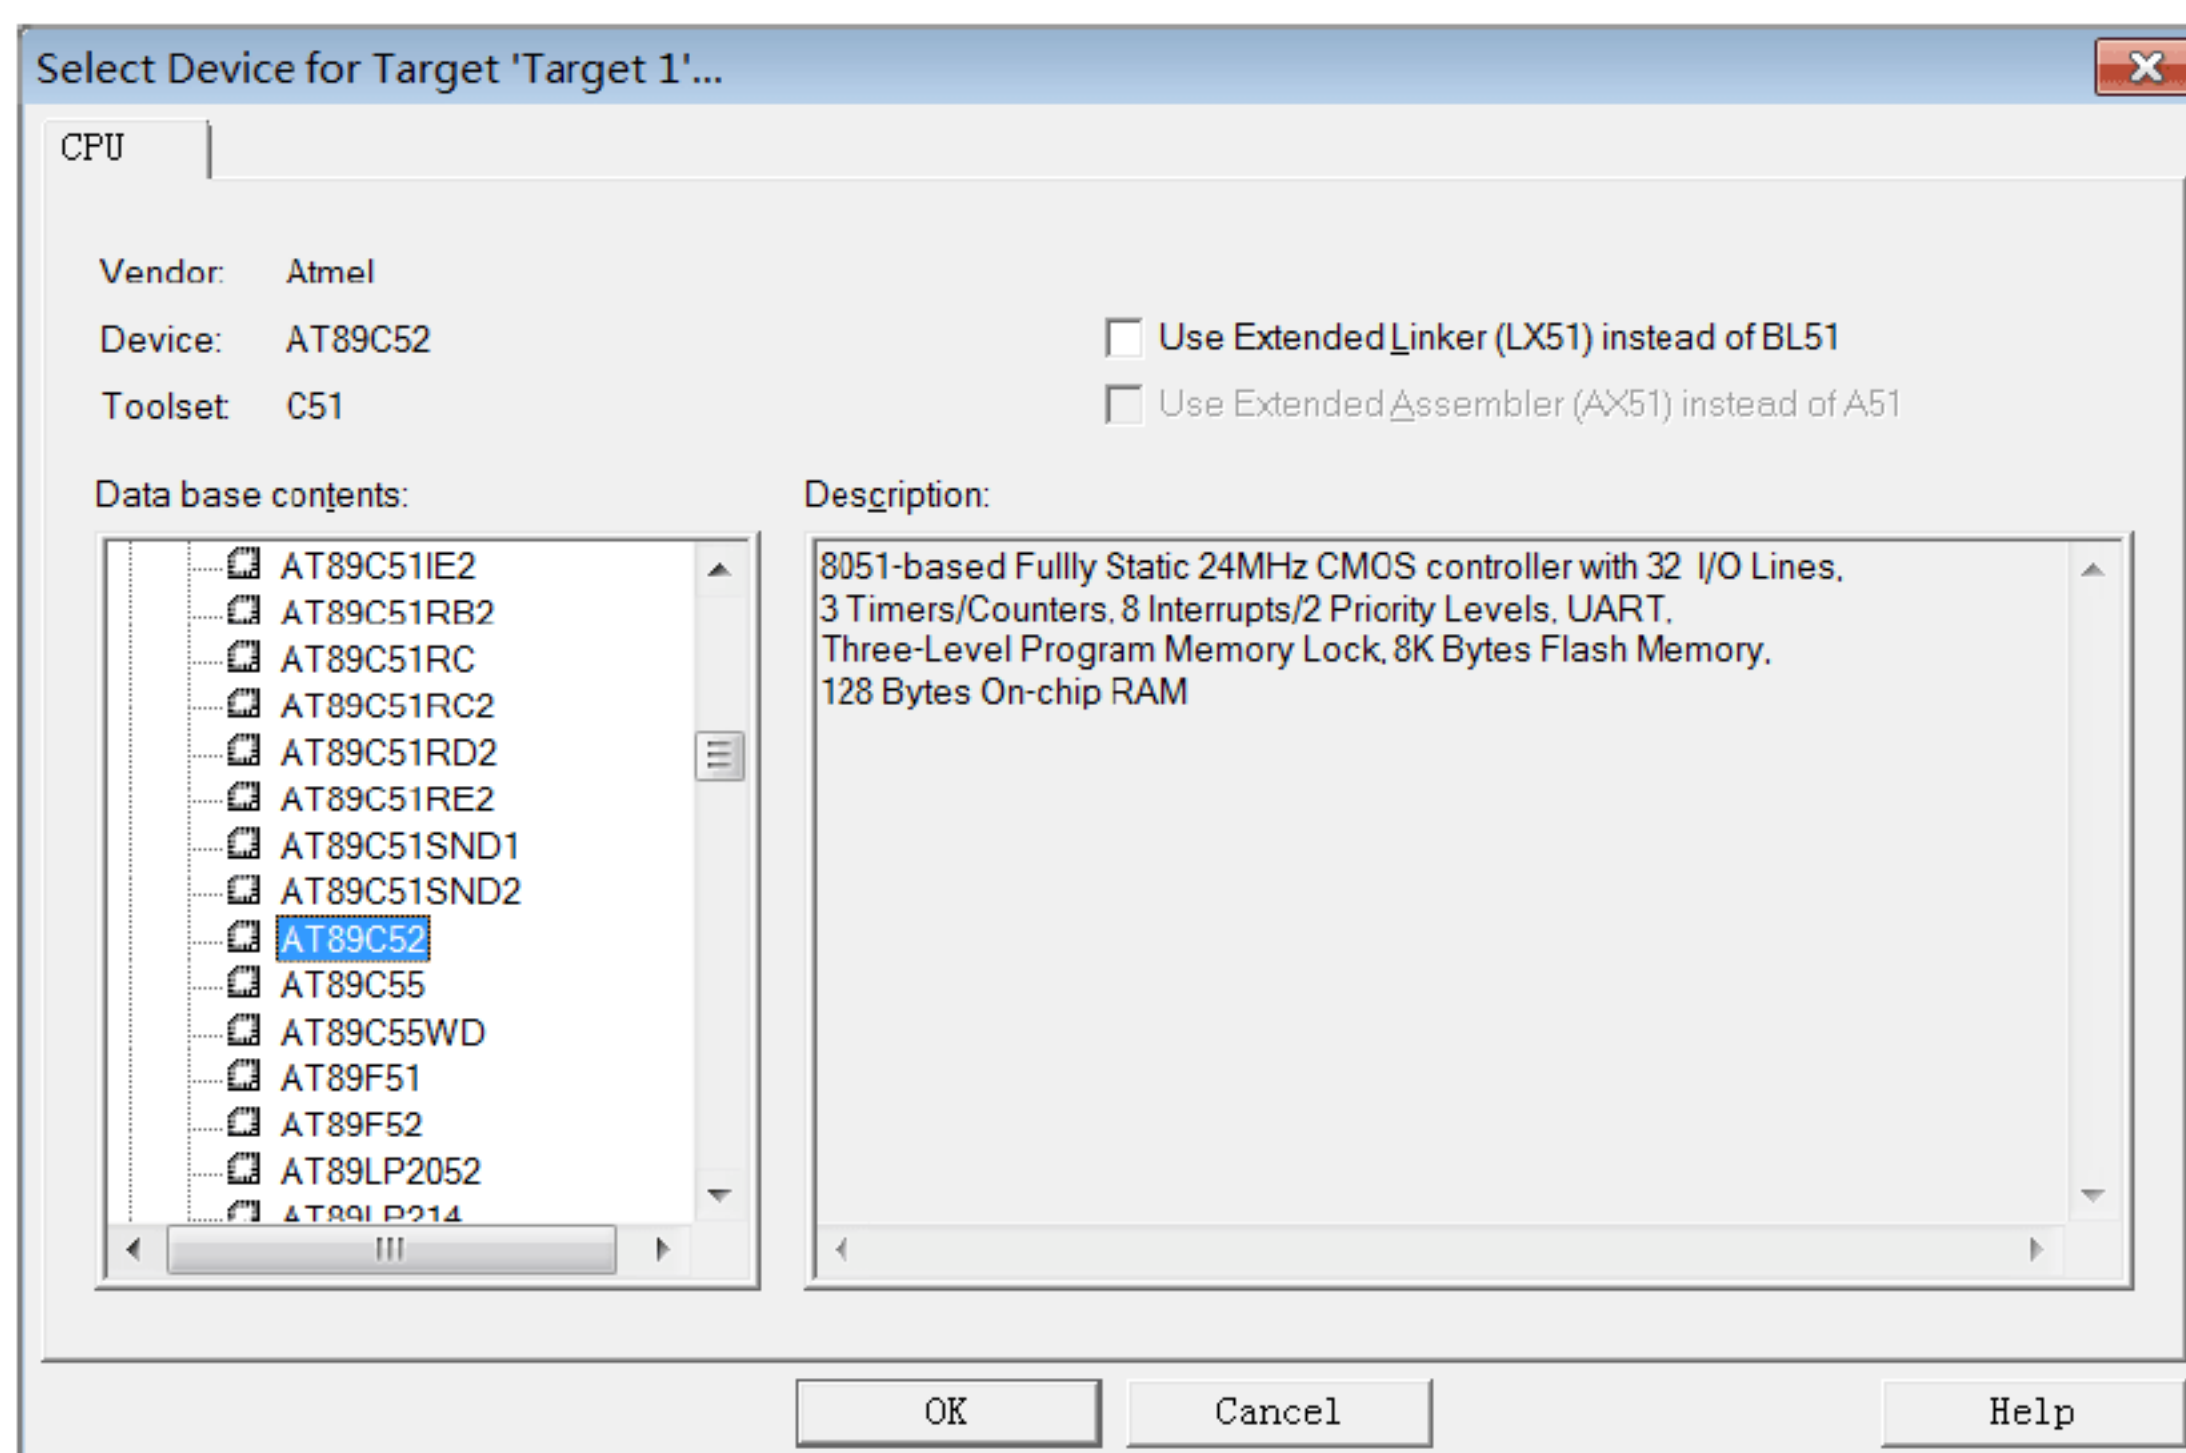 Select Device for Target 'Target 1'...
CPU
Vendor: Atmel
Device: AT89C52
Toolset: C51
Use Extended Linker (LX51) instead of BL51
Use Extended Assembler (AX51) instead of A51
Data base contents:
AT89C51IE2
AT89C51RB2
AT89C51RC
AT89C51RC2
AT89C51RD2
AT89C51RE2
AT89C51SND1
AT89C51SND2
AT89C52
AT89C55
AT89C55WD
AT89F51
AT89F52
AT89LP2052
AT89LP214
Description:
8051-based Fullly Static 24MHz CMOS controller with 32 I/O Lines,
3 Timers/Counters, 8 Interrupts/2 Priority Levels, UART,
Three-Level Program Memory Lock, 8K Bytes Flash Memory,
128 Bytes On-chip RAM
OK
Cancel
Help